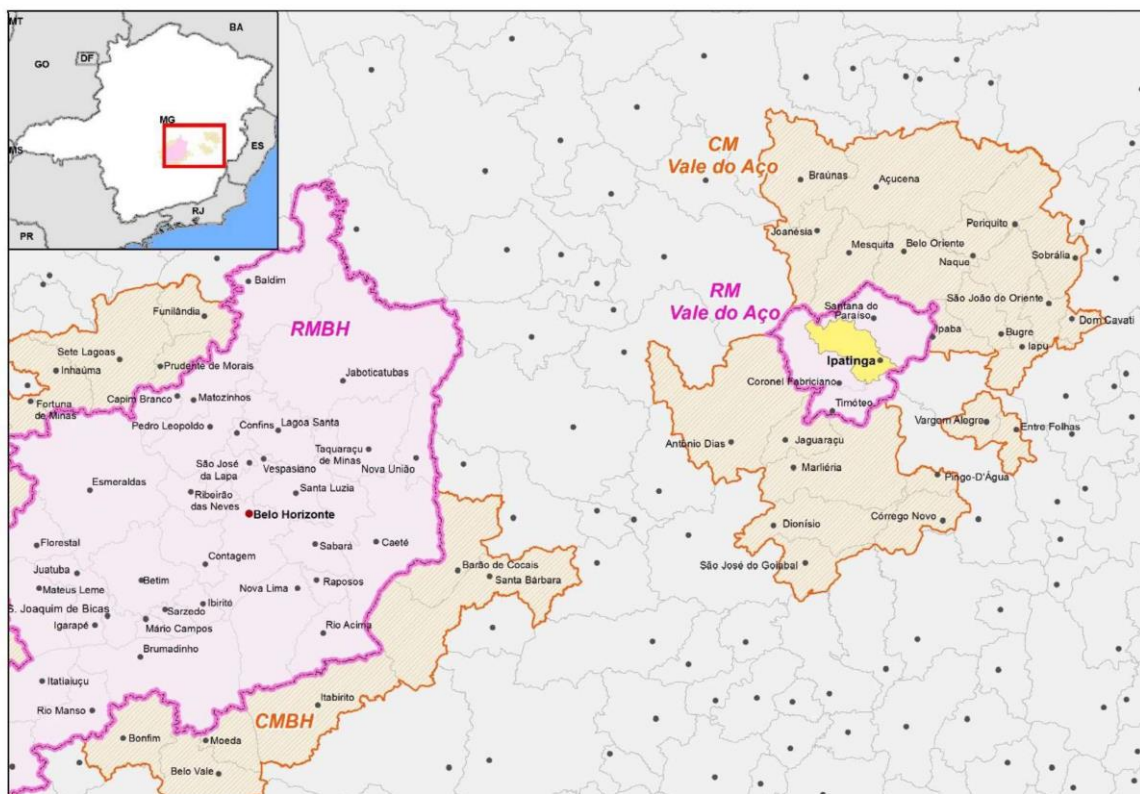 MT
BA
GO
DF
MG
MS
ES
RJ
PR
CM
Vale do Aço
Braúnas
Açucena
Joanésia
Periquito
Mesquita
Belo Oriente
Naque
Sobrália
Baldim
RM
Vale do Aço
Santana do
Paraíso
São João do Oriente
Funilândia
RMBH
Ipaba
Bugre
Dom Cavati
Iapu
Sete Lagoas
Inhaúma
Prudente de Morais
Ipatinga
Jaboticatubas
Coronel Fabriciano
Capim Branco
Matozinhos
Fortuna
de Minas
Timóteo
Pedro Leopoldo
Confins
Lagoa Santa
Vargem Alegre
Entre Folhas
Antônio Dias
Jaguaraçu
Taquaraçu
de Minas
São José
da Lapa
Vespasiano
Nova União
Marliéria
Pingo-D'Água
Esmeraldas
Ribeirão
das Neves
Santa Luzia
Belo Horizonte
Dionísio
Córrego Novo
Florestal
Sabará
Caeté
Contagem
São José do Goiabal
Juatuba
Betim
Barão de Cocais
Santa Bárbara
Mateus Leme
Nova Lima
Raposos
S. Joaquim de Bicas
Sarzedo
Ibirité
Igarapé
Mário Campos
Rio Acima
Brumadinho
Itatiaiuçu
Itabirito
Rio Manso
CMBH
Bonfim
Moeda
Belo Vale